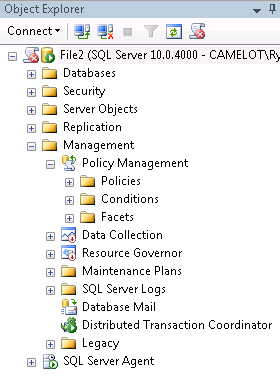 Object Explorer
Connect
File2 (SQL Server 10.0.4000 - CAMELOT\Ry
Databases
Security
Server Objects
Replication
Management
Policy Management
Policies
Conditions
Facets
Data Collection
Resource Governor
Maintenance Plans
SQL Server Logs
Database Mail
Distributed Transaction Coordinator
Legacy
SQL Server Agent